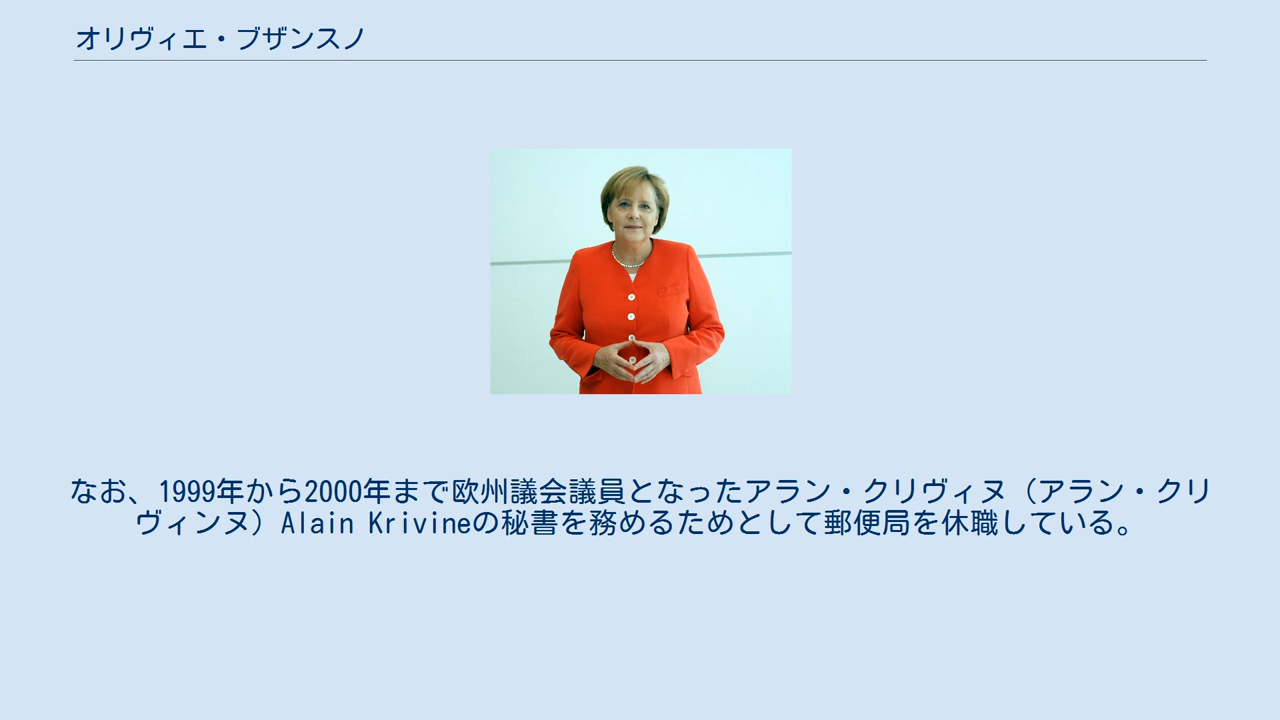 オリヴィエ・ブザンスノ
なお、1999年から2000年まで欧州議会議員となったアラン・クリヴィヌ（アラン・クリ
ヴィンヌ）Alain Krivineの秘書を務めるためとして郵便局を休職している。